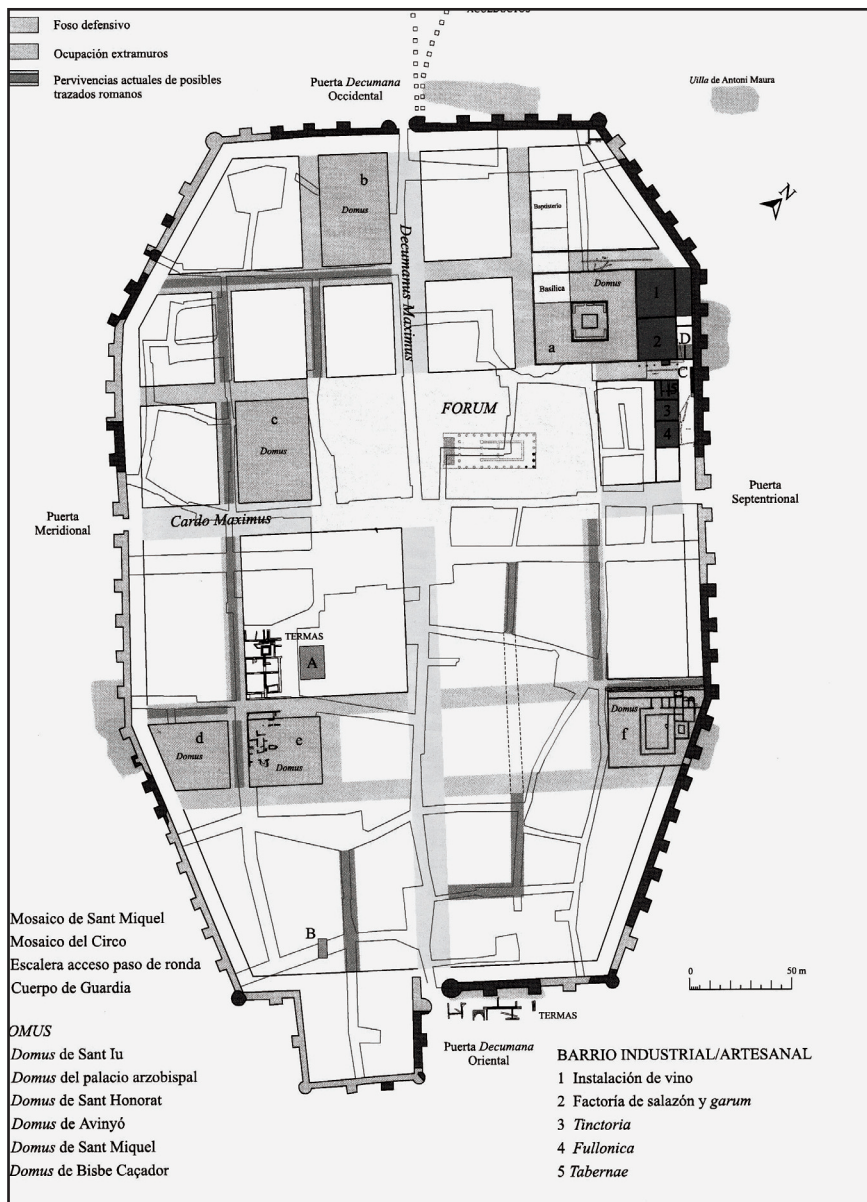 ACUEDUCTOS
Foso defensivo
Ocupación extramuros
Pervivencias actuales de posibles
trazados romanos
Puerta Decumana
Occidental
Uilla de Antoni Maura
N
b
Domus
Baptisterio
Decumanus Maximus
Basílica
Domus
1
2
D
a
C
5
3
4
c
Domus
FORUM
Puerta
Septentrional
Puerta
Meridional
Cardo Maximus
TERMAS
A
d
Domus
e
Domus
Domus
f
B
Mosaico de Sant Miquel
Mosaico del Circo
Escalera acceso paso de ronda
Cuerpo de Guardia
0 50 m
TERMAS
Puerta Decumana
Oriental
OMUS
Domus de Sant Iu
Domus del palacio arzobispal
Domus de Sant Honorat
Domus de Avinyó
Domus de Sant Miquel
Domus de Bisbe Caçador
BARRIO INDUSTRIAL/ARTESANAL
1 Instalación de vino
2 Factoría de salazón y garum
3 Tinctoria
4 Fullonica
5 Tabernae